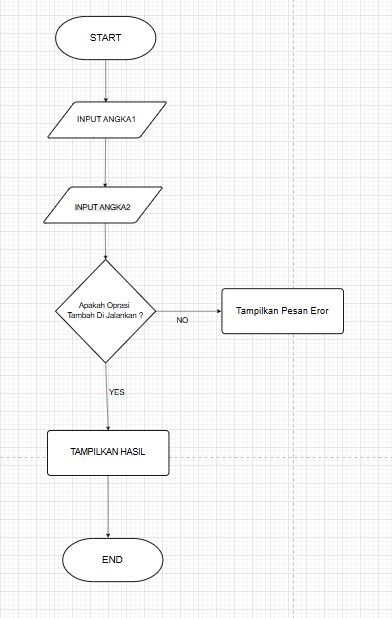 START
INPUT ANGKA1
INPUT ANGKA2
Apakah Oprasi
Tambah Di Jalankan ?
NO
Tampilkan Pesan Eror
YES
TAMPILKAN HASIL
END